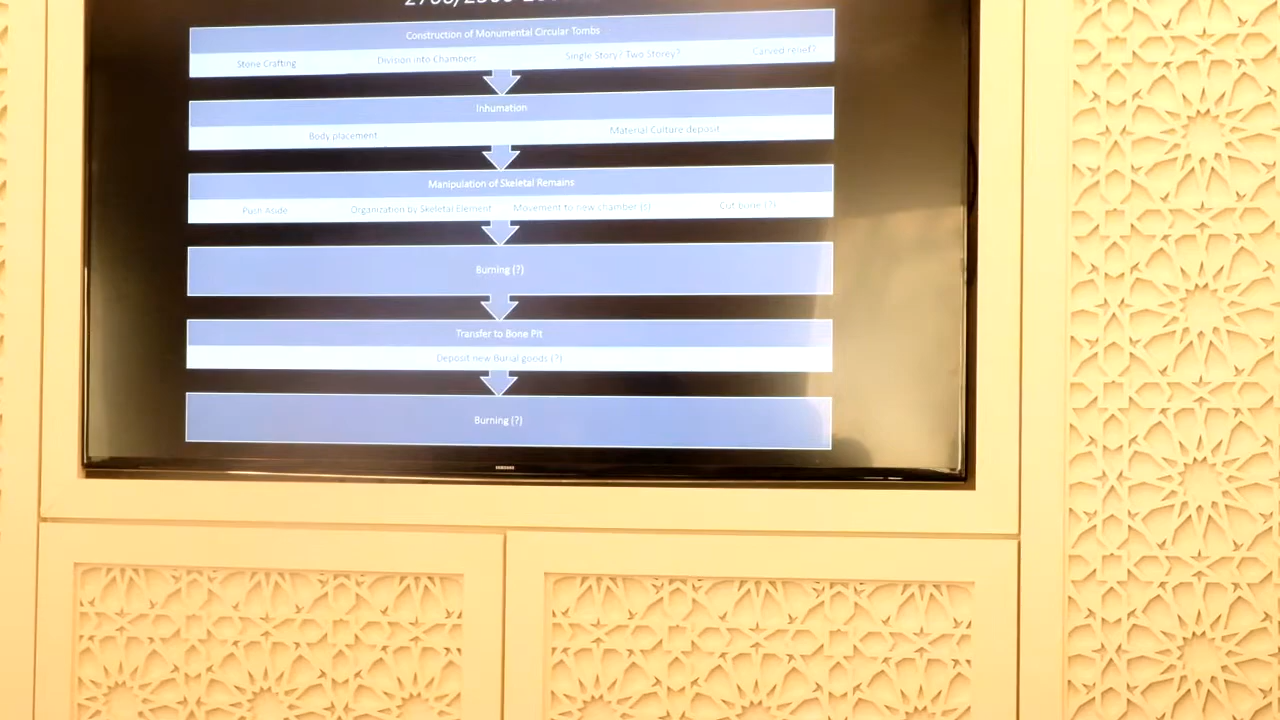 Construction of Monumental Circular Tombs
Stone Crafting Division into Chambers Single Story/ Two Storey? Carved relief?
Inhumation
Body placement Material Culture deposit
Manipulation of Skeletal Remains
Push Aside Organization by Skeletal Element Movement to new chamber (?) Cut bone (?)
Burning (?)
Transfer to Bone Pit
Deposit new Burial goods (?)
Burning (?)
SAMSUNG